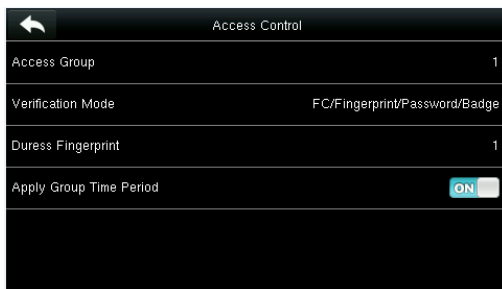 Access Control
Access Group 1
Verification Mode FC/Fingerprint/Password/Badge
Duress Fingerprint 1
Apply Group Time Period ON